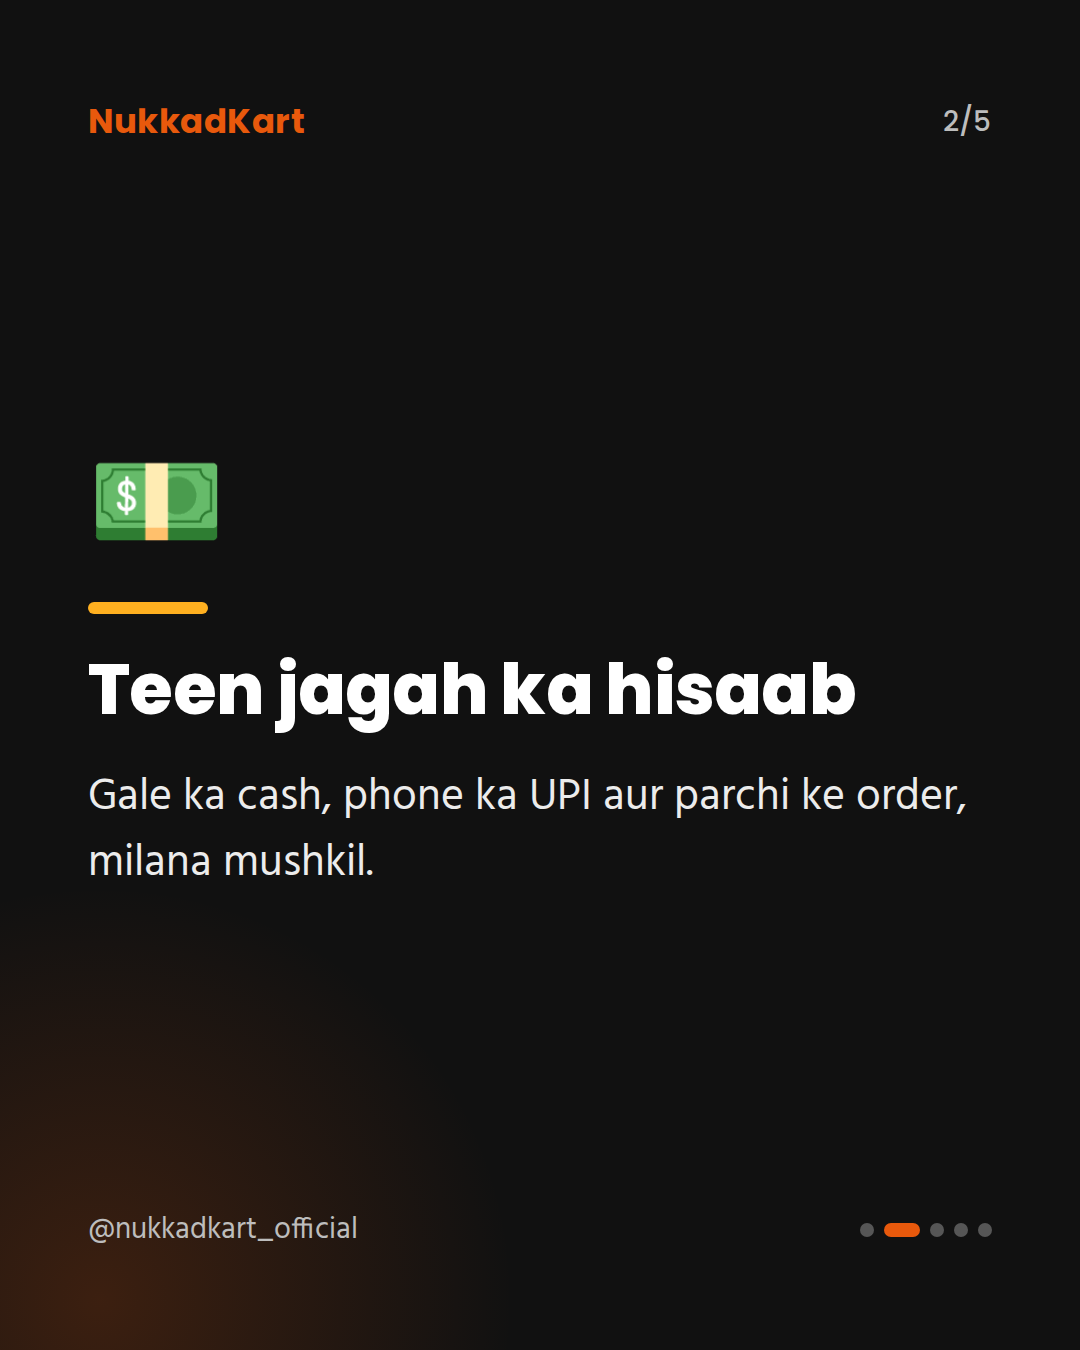 NukkadKart
2/5
$
Teen jagah ka hisaab
Gale ka cash, phone ka UPI aur parchi ke order,
milana mushkil.
@nukkadkart_official